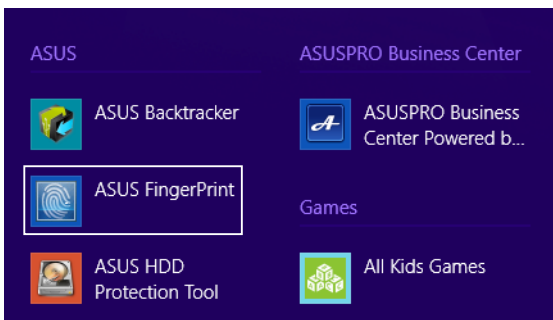 ASUS
ASUS Backtracker
ASUS FingerPrint
ASUS HDD
Protection Tool
ASUSPRO Business Center
ASUSPRO Business
Center Powered b...
Games
All Kids Games